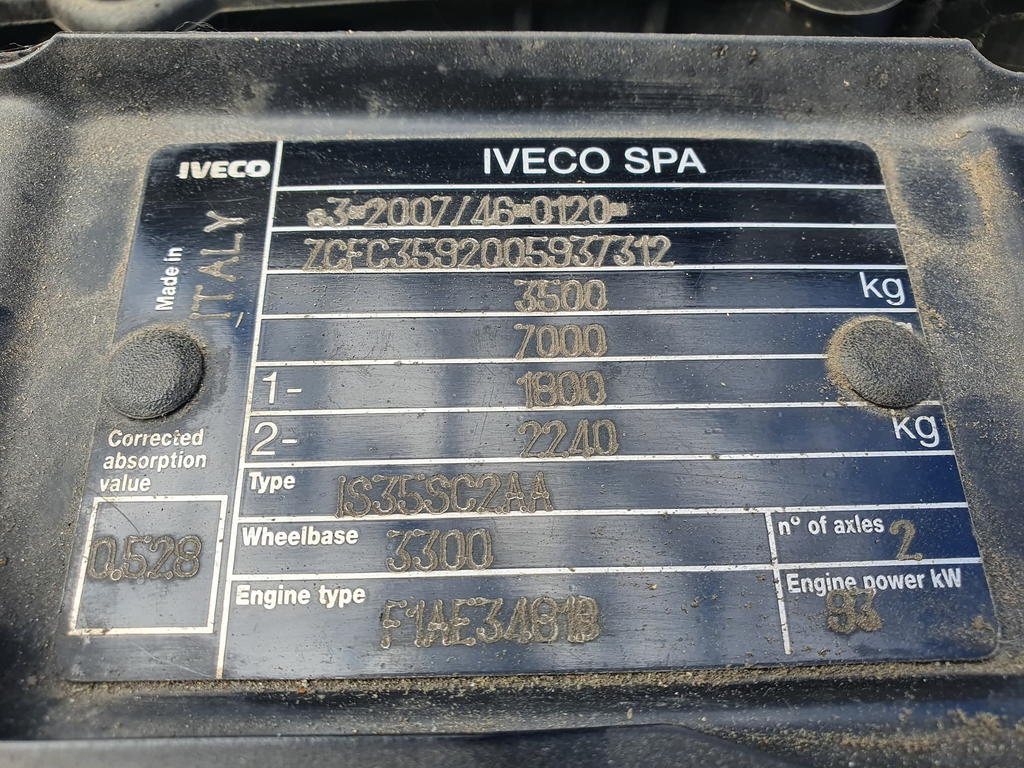 IVECO
IVECO SPA
Made in
ITALY
e3*2007/46*0120*
ZCFC3592005937312
3500 kg
7000
1- 1800
2- 2240 kg
Corrected
absorption
value
0.528
Type IS35SC2AA
Wheelbase 3300
n° of axles 2
Engine type F1AE3481B
Engine power kW
93